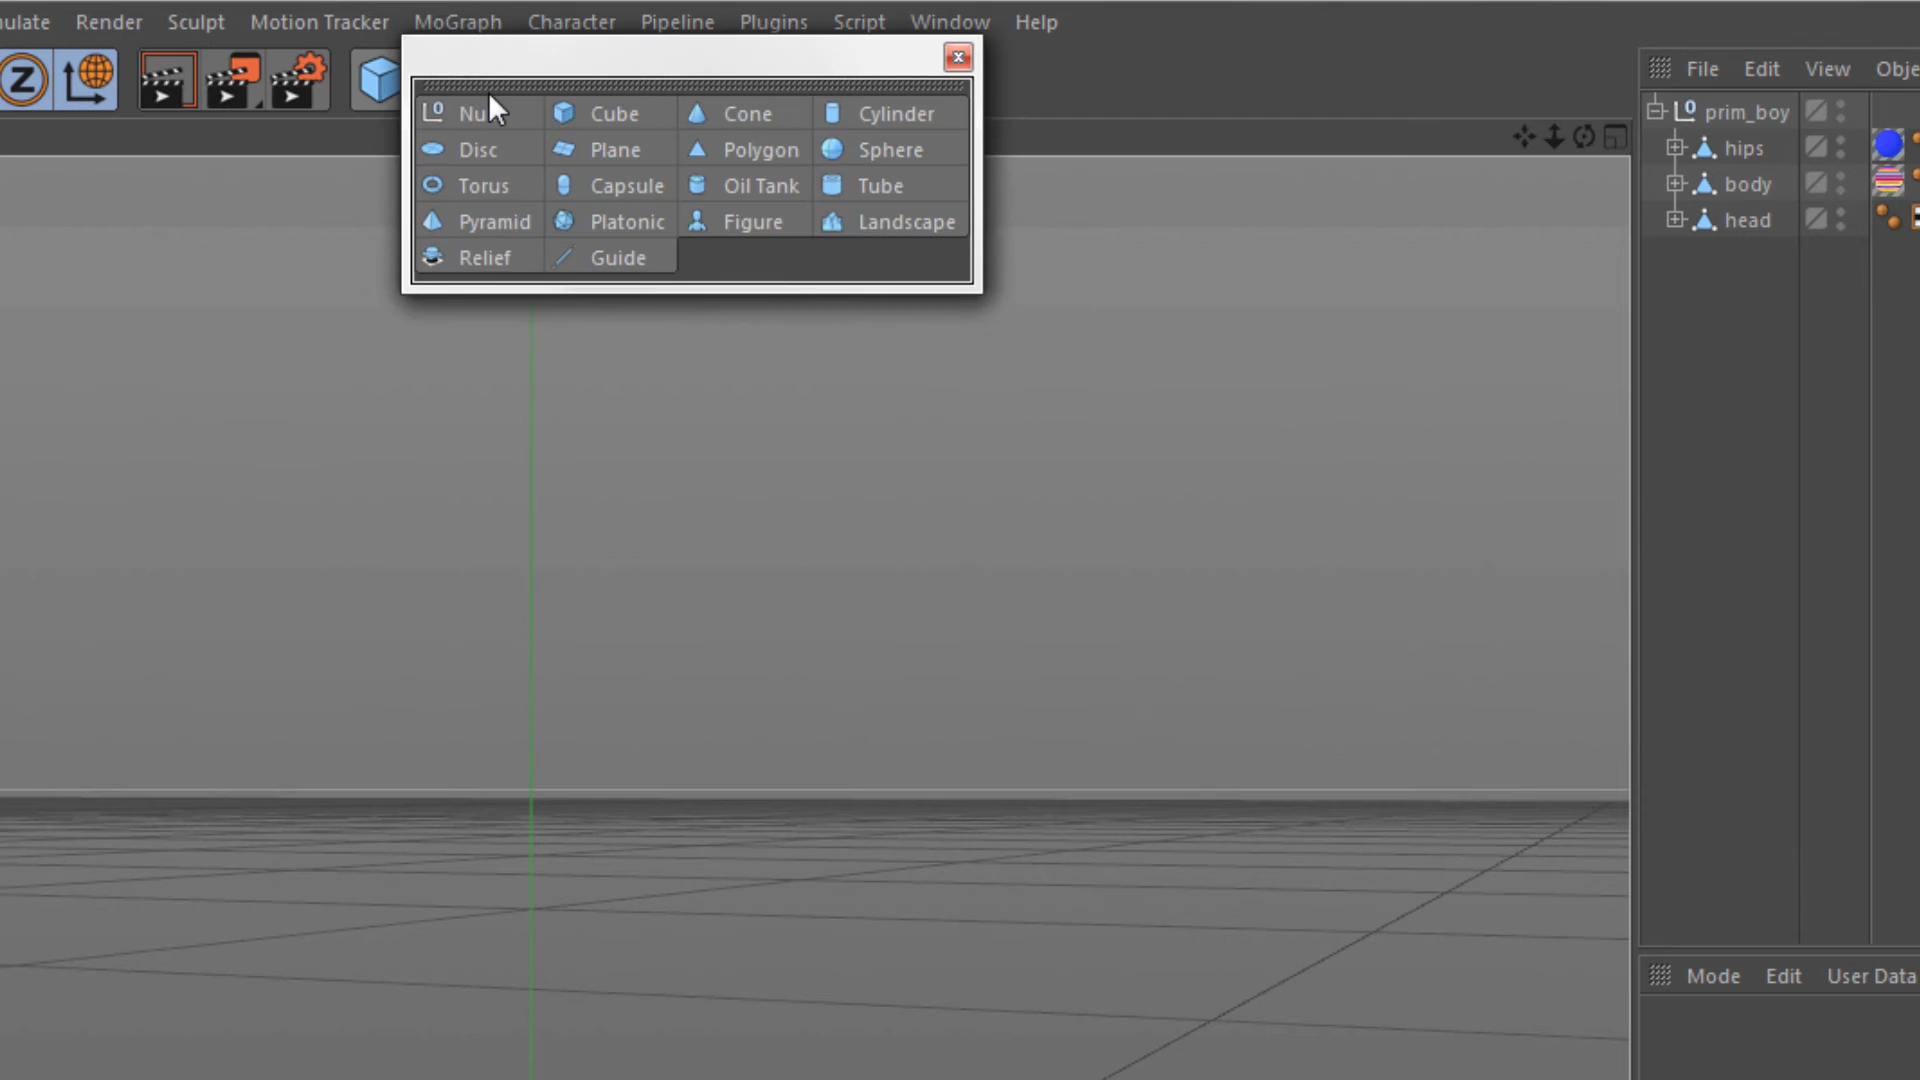 ulate Render Sculpt Motion Tracker MoGraph Character Pipeline Plugins Script Window Help
File Edit View Obje
Cube Cone Cylinder
Disc Plane Polygon Sphere
Torus Capsule Oil Tank Tube
Pyramid Platonic Figure Landscape
Relief Guide
prim_boy
hips
body
head
Mode Edit User Data